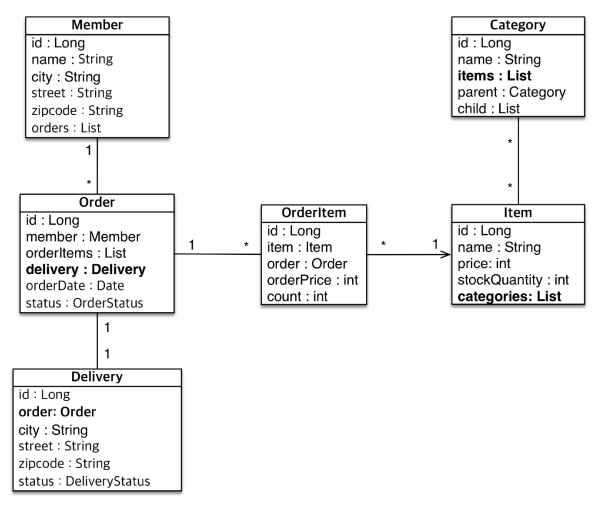 Member
id : Long
name : String
city : String
street : String
zipcode : String
orders : List
Category
id : Long
name : String
items : List
parent : Category
child : List
1
*
*
*
Order
id : Long
member : Member
orderItems : List
delivery : Delivery
orderDate : Date
status : OrderStatus
1
*
OrderItem
id : Long
item : Item
order : Order
orderPrice : int
count : int
*
1
Item
id : Long
name : String
price: int
stockQuantity : int
categories: List
1
1
Delivery
id : Long
order: Order
city : String
street : String
zipcode : String
status : DeliveryStatus